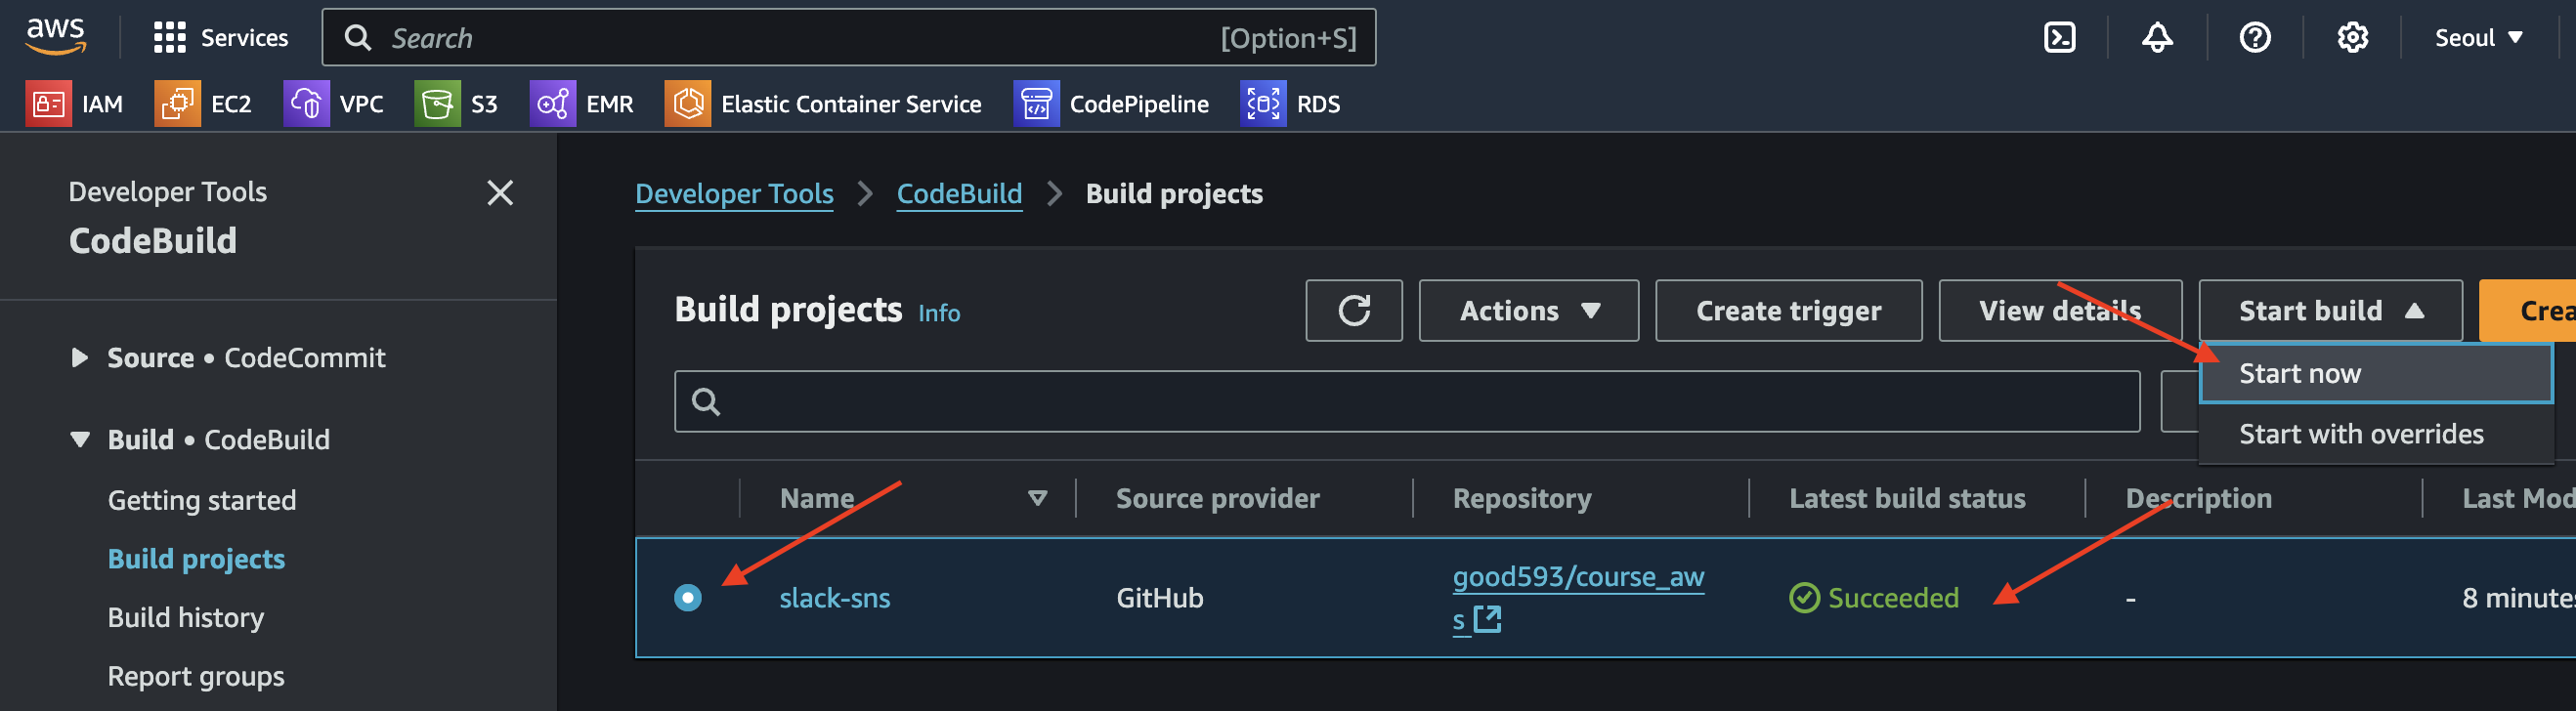 aws
Services
Search
[Option+S]
Seoul
IAM
EC2
VPC
S3
EMR
Elastic Container Service
CodePipeline
RDS
Developer Tools
CodeBuild
Source • CodeCommit
Build • CodeBuild
Getting started
Build projects
Build history
Report groups
Developer Tools
CodeBuild
Build projects
Build projects Info
Actions
Create trigger
View details
Start build
Crea
Start now
Start with overrides
Name
Source provider
Repository
Latest build status
Description
Last Mod
slack-sns
GitHub
good593/course_aw
s
Succeeded
-
8 minutes